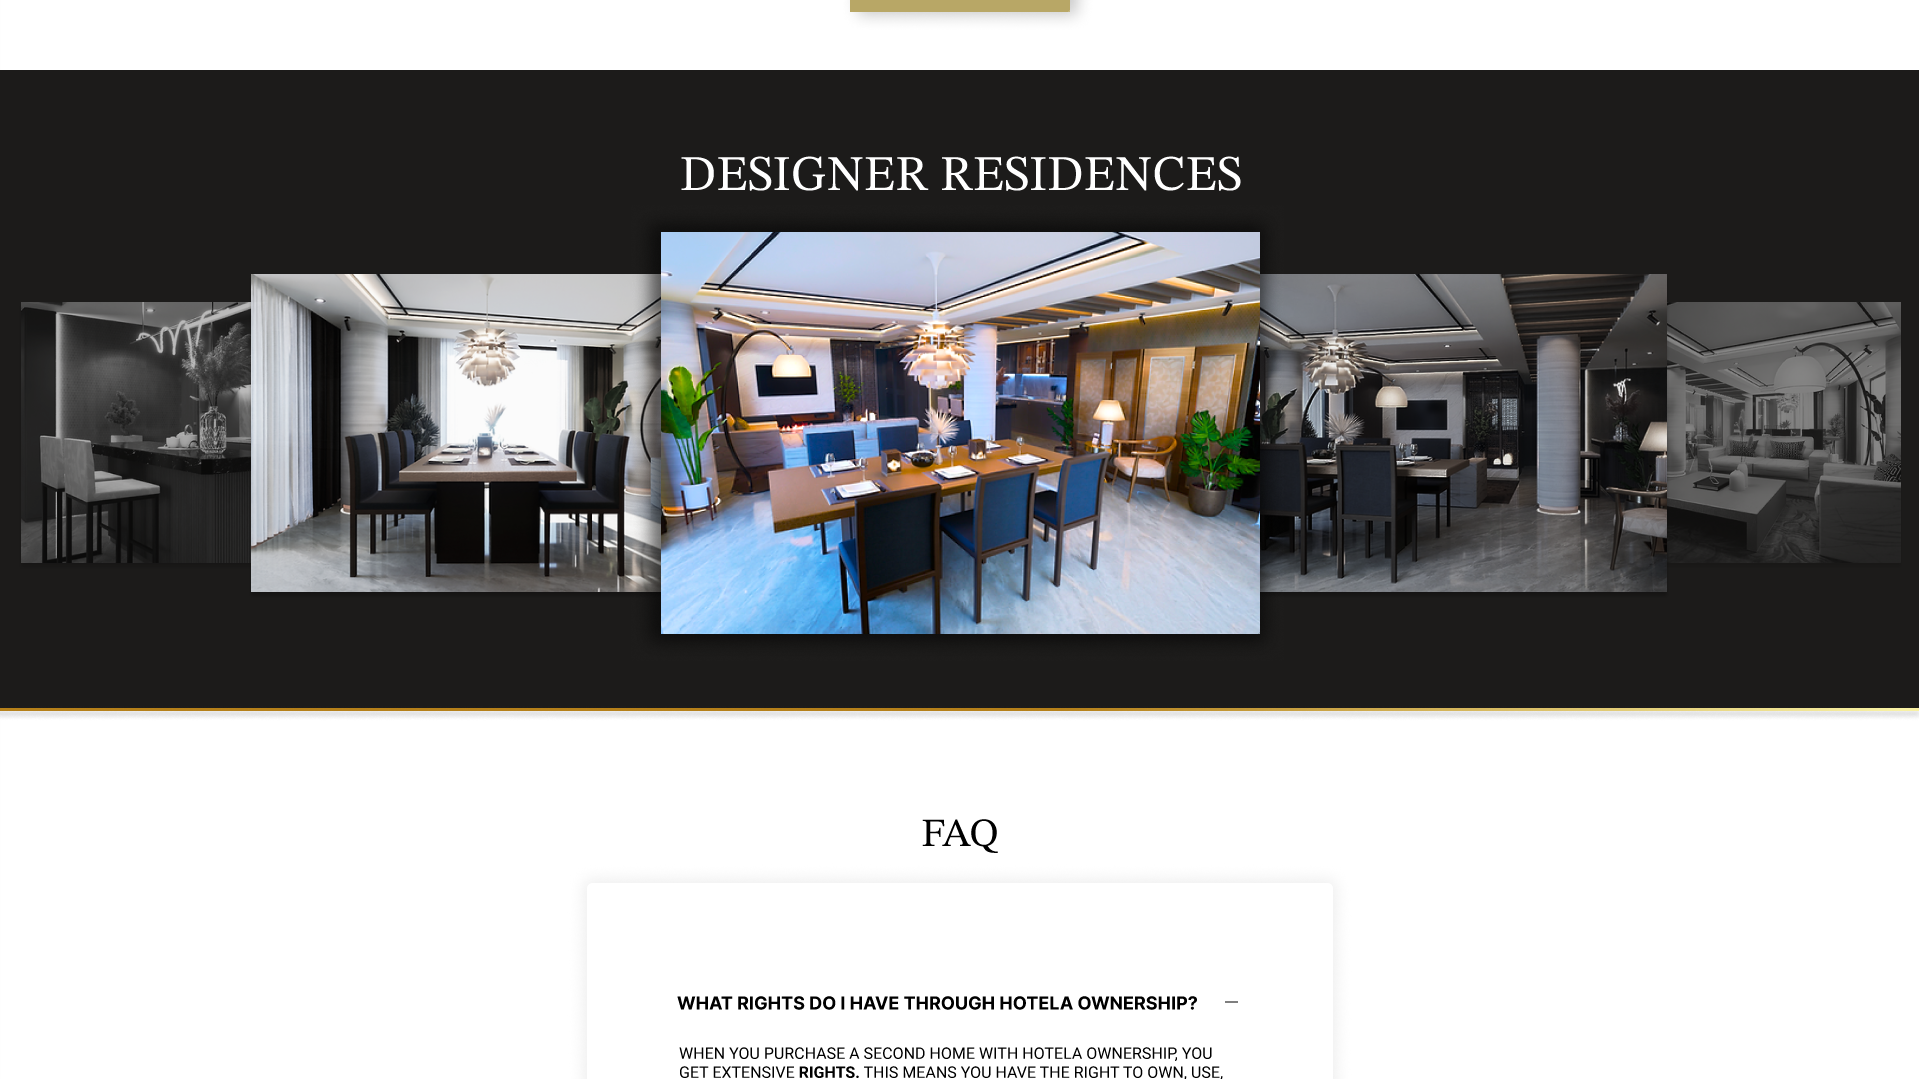 DESIGNER RESIDENCES
FAQ
WHAT RIGHTS DO I HAVE THROUGH HOTELA OWNERSHIP?
WHEN YOU PURCHASE A SECOND HOME WITH HOTELA OWNERSHIP, YOU
GET EXTENSIVE RIGHTS. THIS MEANS YOU HAVE THE RIGHT TO OWN, USE,